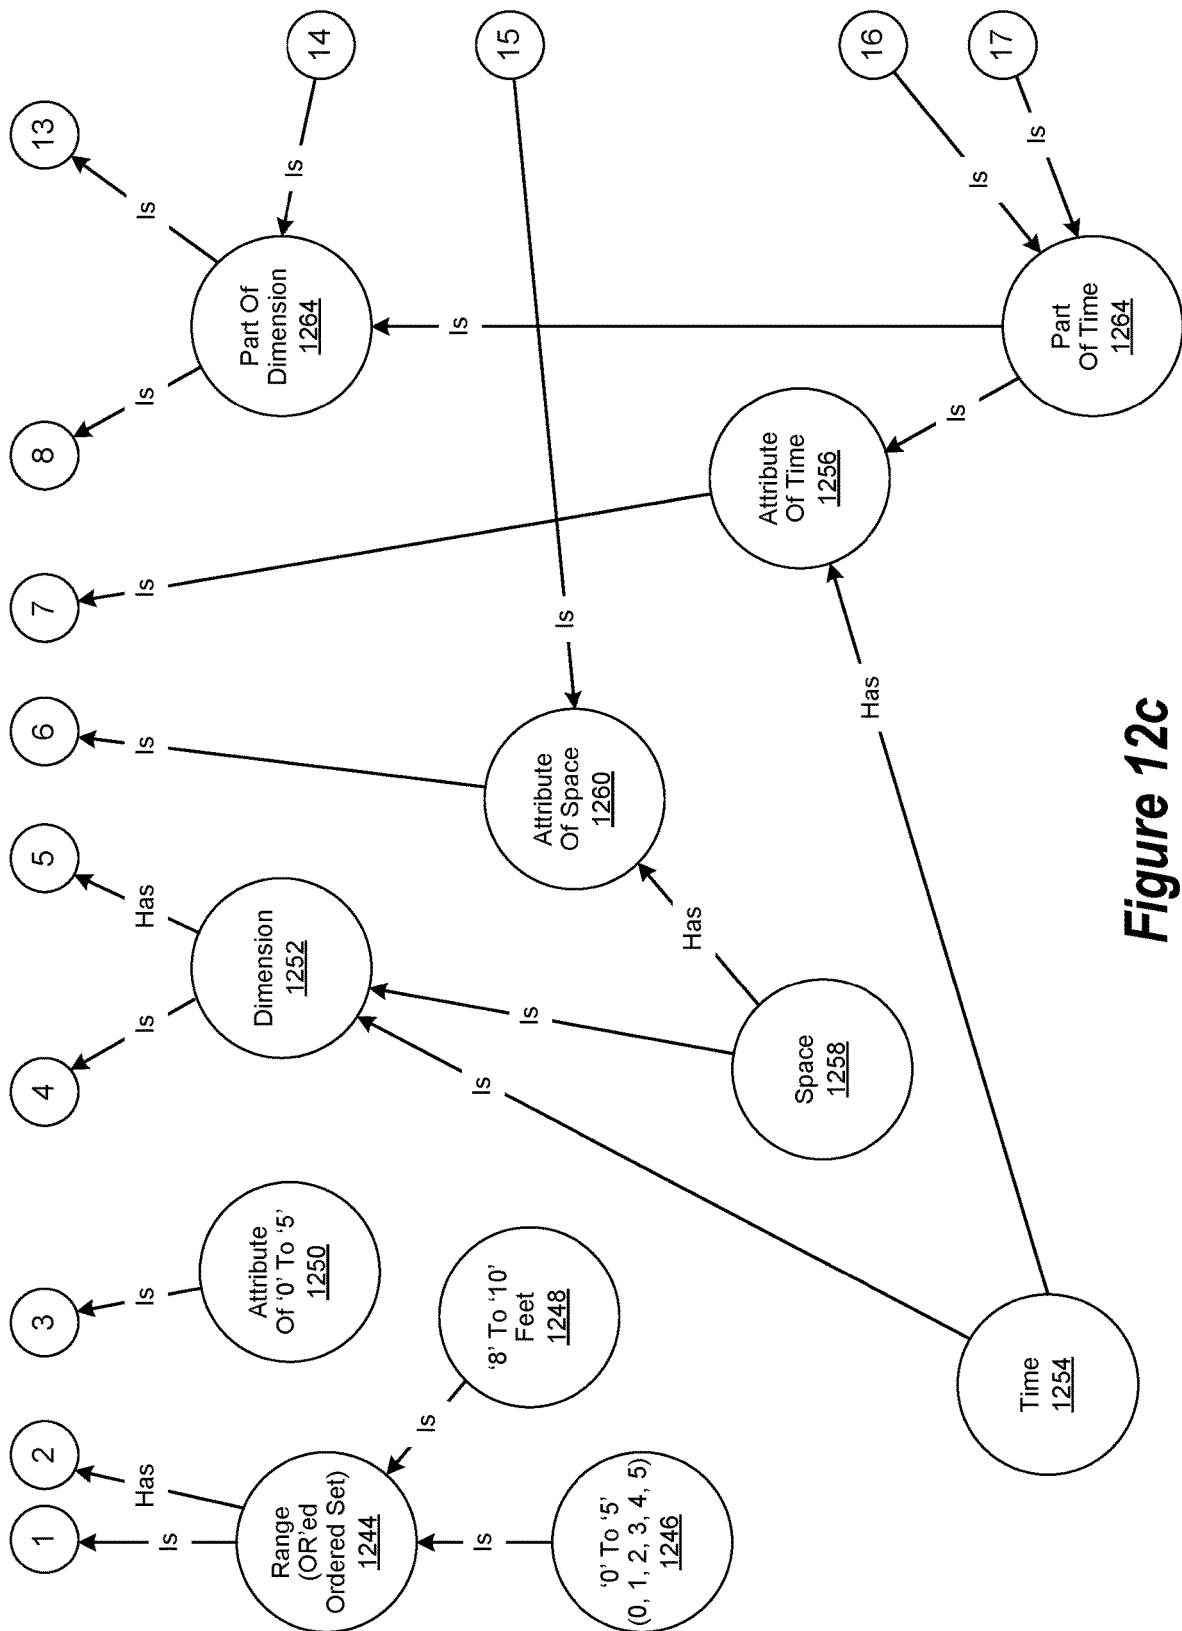 1
2
3
4
5
6
7
8
13
Is
Has
Is
Is
Has
Is
Is
Is
Is
Range
(OR'ed
Ordered Set)
1244
Attribute
Of '0' To '5'
1250
Dimension
1252
Part Of
Dimension
1264
Is
14
Is
Is
'8' To '10'
Feet
1248
Is
Is
Has
Attribute
Of Space
1260
Is
Is
15
'0' To '5'
(0, 1, 2, 3, 4, 5)
1246
Space
1258
Attribute
Of Time
1256
Has
Is
Is
16
Time
1254
Part
Of Time
1264
Is
17
Figure 12c